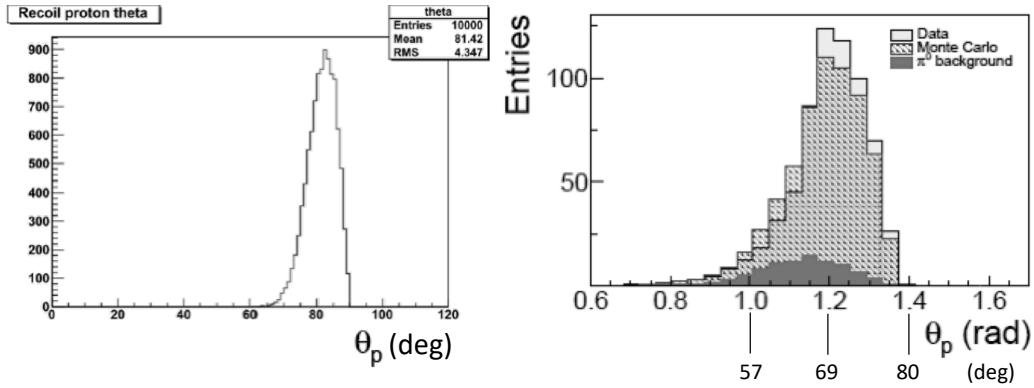 Recoil proton theta
theta
Entries 10000
Mean 81.42
RMS 4.347
900
800
700
600
500
400
300
200
100
0
0 20 40 60 80 100 120
θp (deg)
Entries
100
50
Data
Monte Carlo
π⁰ background
0.6 0.8 1.0 1.2 1.4 1.6
θp (rad)
57 69 80 (deg)